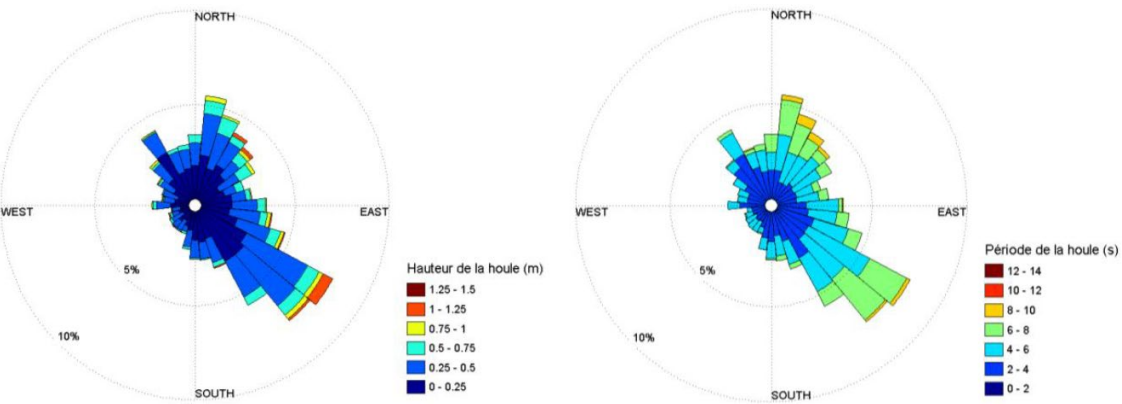 NORTH
WEST
EAST
5%
10%
SOUTH
Hauteur de la houle (m)
1.25 - 1.5
1 - 1.25
0.75 - 1
0.5 - 0.75
0.25 - 0.5
0 - 0.25
NORTH
WEST
EAST
5%
10%
SOUTH
Période de la houle (s)
12 - 14
10 - 12
8 - 10
6 - 8
4 - 6
2 - 4
0 - 2